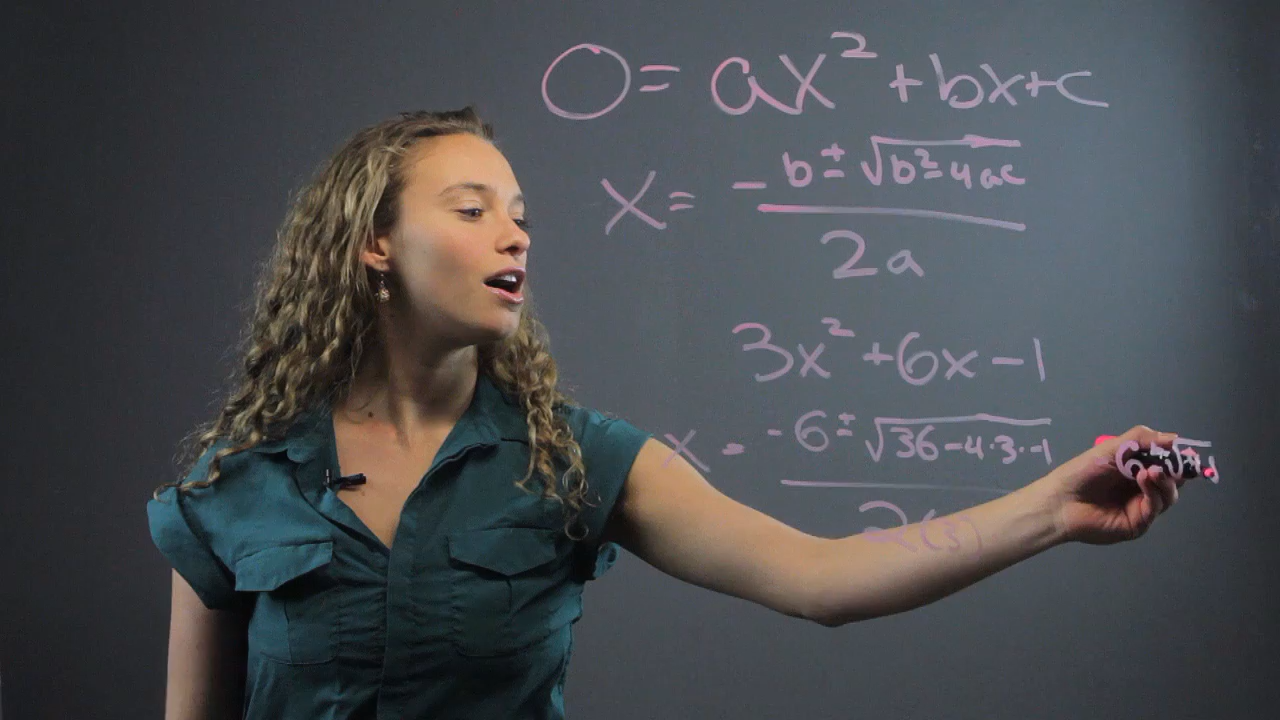 0 = ax² + bx + c
x = -b ± √b² - 4ac
2a
3x² + 6x - 1
x = -6 ± √36 - 4·3·-1
2(3)